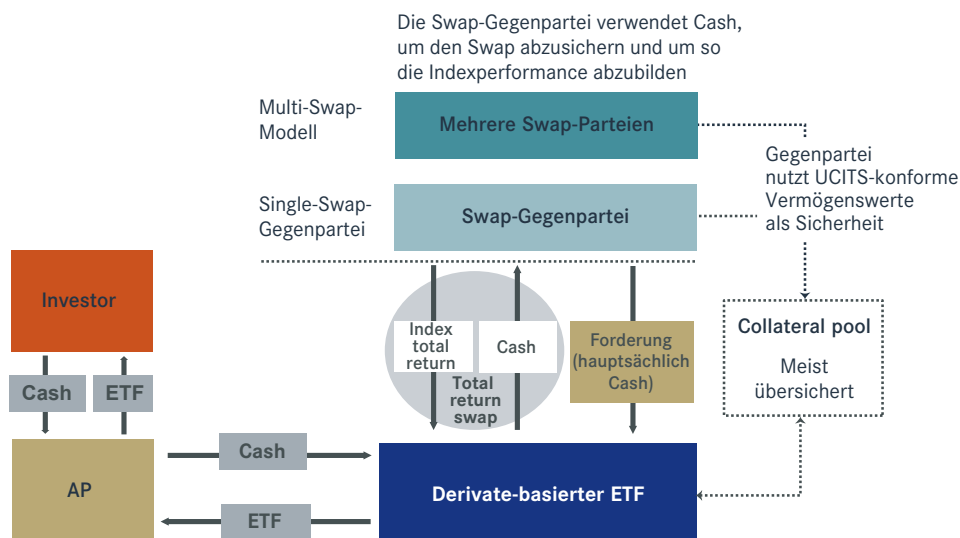 Die Swap-Gegenpartei verwendet Cash,
um den Swap abzusichern und um so
die Indexperformance abzubilden
Multi-Swap-
Modell
Mehrere Swap-Parteien
Gegenpartei
nutzt UCITS-konforme
Vermögenswerte
als Sicherheit
Single-Swap-
Gegenpartei
Swap-Gegenpartei
Investor
Index
total
return
Cash
Total
return
swap
Forderung
(hauptsächlich
Cash)
Collateral pool
Meist
übersichert
Cash
ETF
AP
Cash
ETF
Derivate-basierter ETF